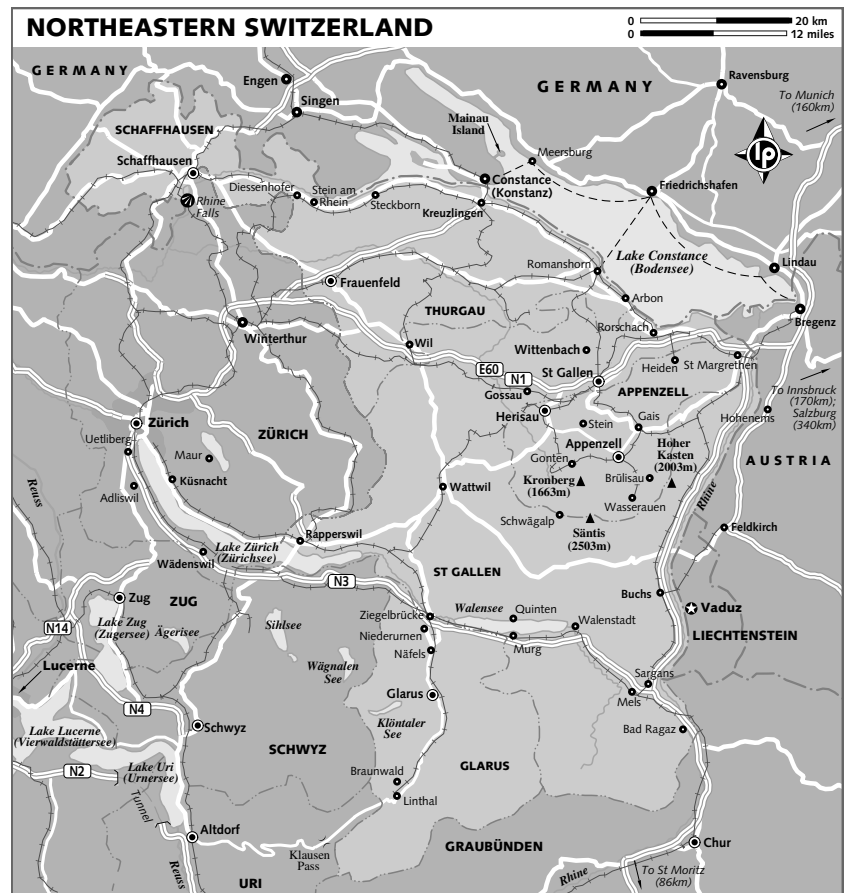 NORTHEASTERN SWITZERLAND
0 20 km
0 12 miles
GERMANY
Engen
Singen
GERMANY
Ravensburg
To Munich
(160km)
lp
SCHAFFHAUSEN
Schaffhausen
Mainau
Island
Meersburg
Diessenhofer
Stein am
Rhein
Steckborn
Constance
(Konstanz)
Kreuzlingen
Friedrichshafen
Rhine
Falls
Lake Constance
(Bodensee)
Lindau
Romanshorn
Frauenfeld
Arbon
Bregenz
THURGAU
Rorschach
Winterthur
Wil
Wittenbach
E60
N1
St Gallen
Heiden
St Margrethen
Gossau
APPENZELL
To Innsbruck
(170km);
Salzburg
(340km)
Herisau
Stein
Gais
Hohenems
Zürich
ZÜRICH
Uetliberg
Maur
Küsnacht
Adliswil
Reuss
Appenzell
Hoher
Kasten
(2003m)
Gonten
Kronberg
(1663m)
Brülisau
Wasserauen
Wattwil
Schwägalp
Säntis
(2503m)
Rhine
AUSTRIA
Feldkirch
Rapperswil
Lake Zürich
(Zürichsee)
Wädenswil
N3
ST GALLEN
Buchs
Vaduz
LIECHTENSTEIN
Zug
ZUG
Lake Zug
(Zugersee)
Ägerisee
N14
Sihlsee
Ziegelbrücke
Walensee
Quinten
Walenstadt
Niederurnen
Murg
Näfels
Lucerne
Wägnalen
See
Sargans
Mels
Glarus
Bad Ragaz
N4
Klöntaler
See
Schwyz
Lake Lucerne
(Vierwaldstättersee)
SCHWYZ
N2
Lake Uri
(Urnersee)
Braunwald
GLARUS
Linthal
Tunnel
Altdorf
Klausen
Pass
GRAUBÜNDEN
Chur
Reuss
URI
Rhine
To St Moritz
(86km)